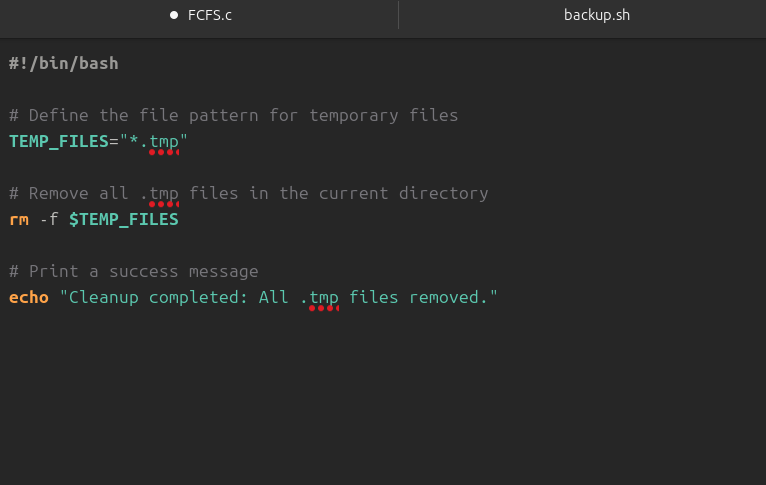 FCFS.c
backup.sh
#!/bin/bash
# Define the file pattern for temporary files
TEMP_FILES="*.tmp"
# Remove all .tmp files in the current directory
rm -f $TEMP_FILES
# Print a success message
echo "Cleanup completed: All .tmp files removed."